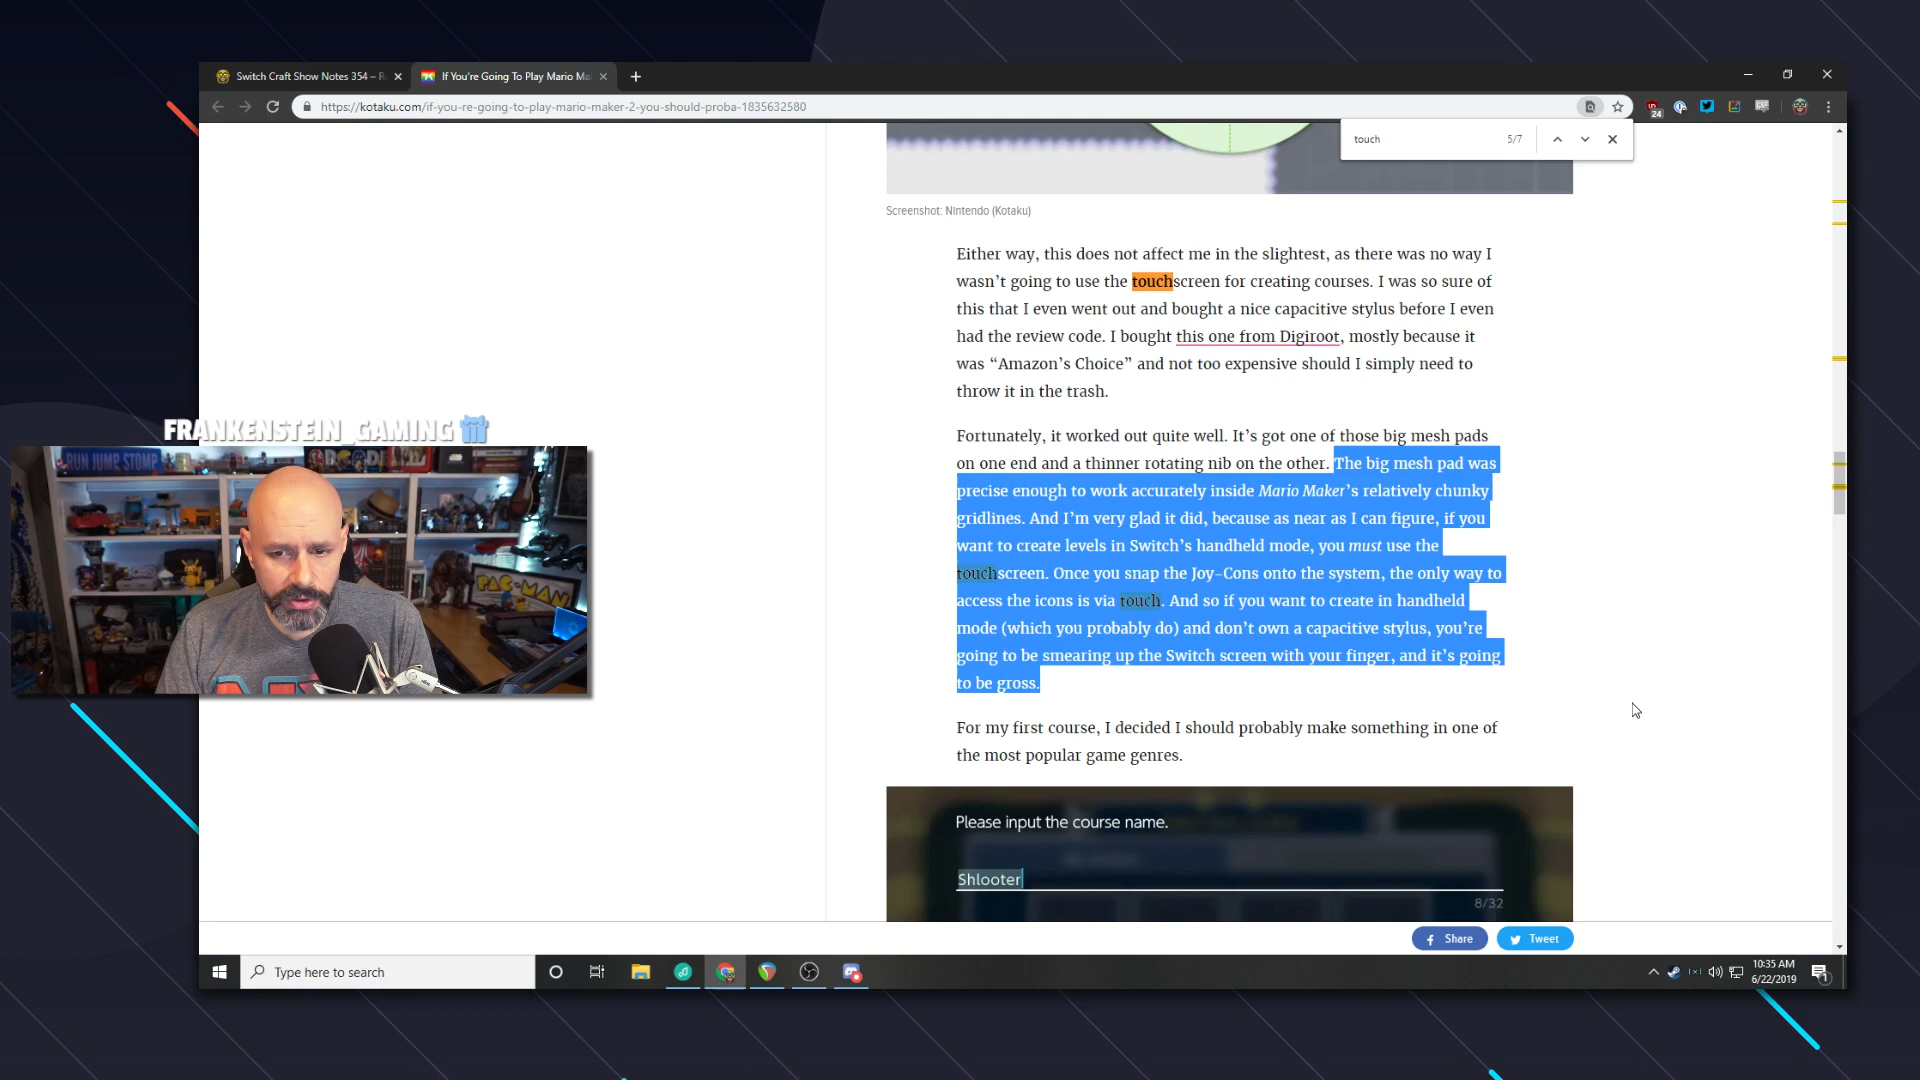 Switch Craft Show Notes 354 – R
If You're Going To Play Mario Ma
https://kotaku.com/if-you-re-going-to-play-mario-maker-2-you-should-proba-1835632580
24
touch
5/7
Screenshot: Nintendo (Kotaku)
Either way, this does not affect me in the slightest, as there was no way I
wasn't going to use the touchscreen for creating courses. I was so sure of
this that I even went out and bought a nice capacitive stylus before I even
had the review code. I bought this one from Digiroot, mostly because it
was “Amazon's Choice” and not too expensive should I simply need to
throw it in the trash.
FRANKENSTEIN_GAMING
RUN JUMP STOMP
PAC-MAN
Fortunately, it worked out quite well. It's got one of those big mesh pads
on one end and a thinner rotating nib on the other. The big mesh pad was
precise enough to work accurately inside Mario Maker's relatively chunky
gridlines. And I'm very glad it did, because as near as I can figure, if you
want to create levels in Switch's handheld mode, you must use the
touchscreen. Once you snap the Joy-Cons onto the system, the only way to
access the icons is via touch. And so if you want to create in handheld
mode (which you probably do) and don't own a capacitive stylus, you're
going to be smearing up the Switch screen with your finger, and it's going
to be gross.
For my first course, I decided I should probably make something in one of
the most popular game genres.
Please input the course name.
Shlooter
8/32
Share
Tweet
Type here to search
10:35 AM
6/22/2019
1